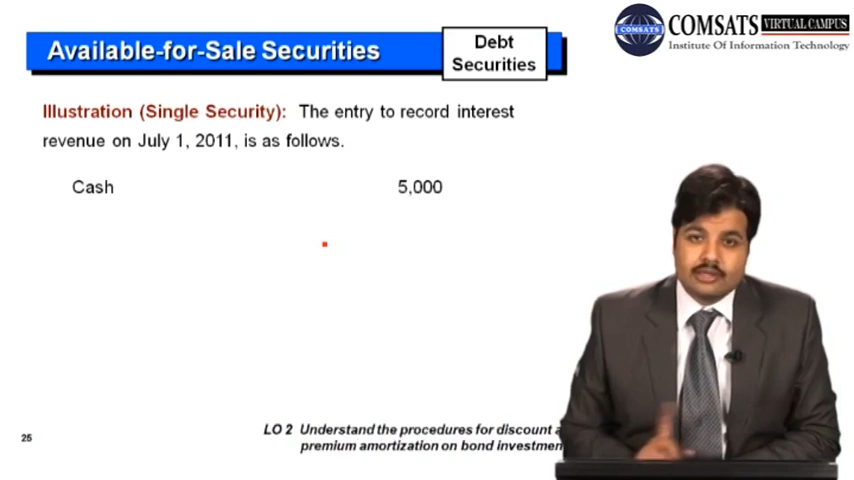 Available-for-Sale Securities
Debt
Securities
COMSATS
COMSATS VIRTUAL CAMPUS
Institute Of Information Technology
Illustration (Single Security): The entry to record interest
revenue on July 1, 2011, is as follows.
Cash 5,000
25
LO 2 Understand the procedures for discount
premium amortization on bond